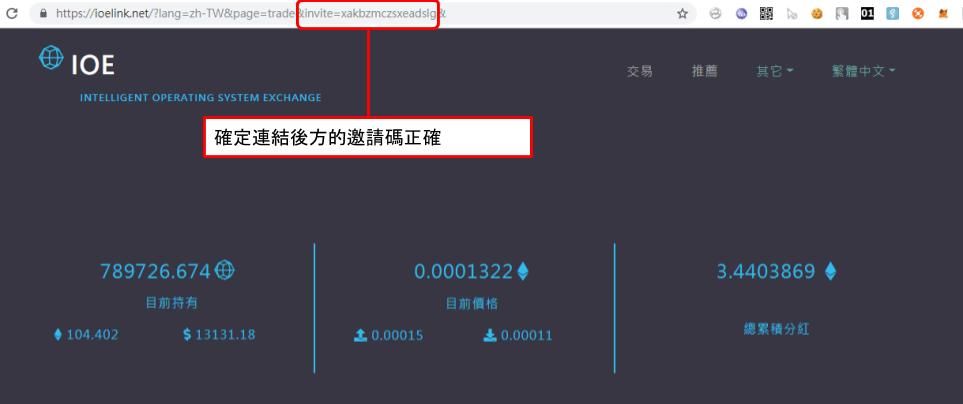 https://ioelink.net/?lang=zh-TW&page=trade&invite=xakbzmczsxeadslg&
01
IOE
INTELLIGENT OPERATING SYSTEM EXCHANGE
交易 推薦 其它 繁體中文
確定連結後方的邀請碼正確
789726.674 0.0001322 3.4403869
目前持有 目前價格
104.402 $ 13131.18 0.00015 0.00011
總累積分紅